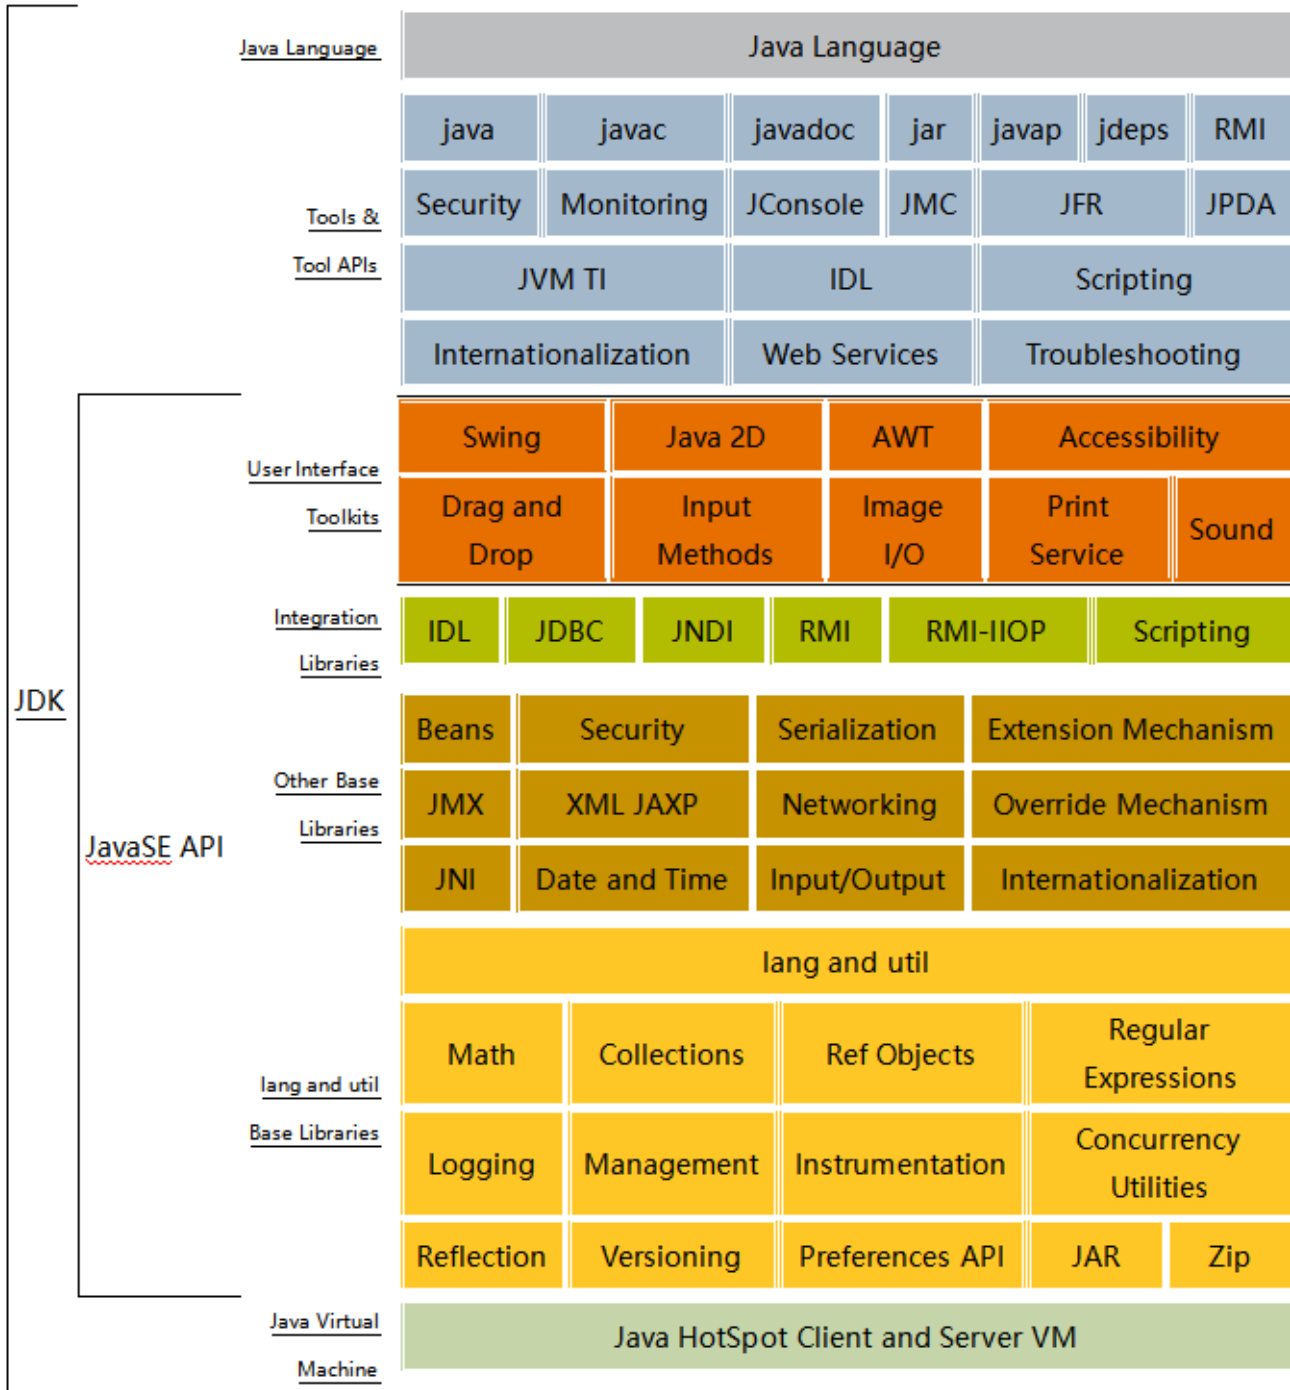 Java Language
Java Language
java javac javadoc jar javap jdeps RMI
Tools &
Tool APIs
Security Monitoring JConsole JMC JFR JPDA
JVM TI IDL Scripting
Internationalization Web Services Troubleshooting
User Interface
Toolkits
Swing Java 2D AWT Accessibility
Drag and
Drop
Input
Methods
Image
I/O
Print
Service
Sound
Integration
Libraries
IDL JDBC JNDI RMI RMI-IIOP Scripting
JDK
JavaSE API
Other Base
Libraries
Beans Security Serialization Extension Mechanism
JMX XML JAXP Networking Override Mechanism
JNI Date and Time Input/Output Internationalization
lang and util
Base Libraries
lang and util
Math Collections Ref Objects
Regular
Expressions
Logging Management Instrumentation
Concurrency
Utilities
Reflection Versioning Preferences API JAR Zip
Java Virtual
Machine
Java HotSpot Client and Server VM